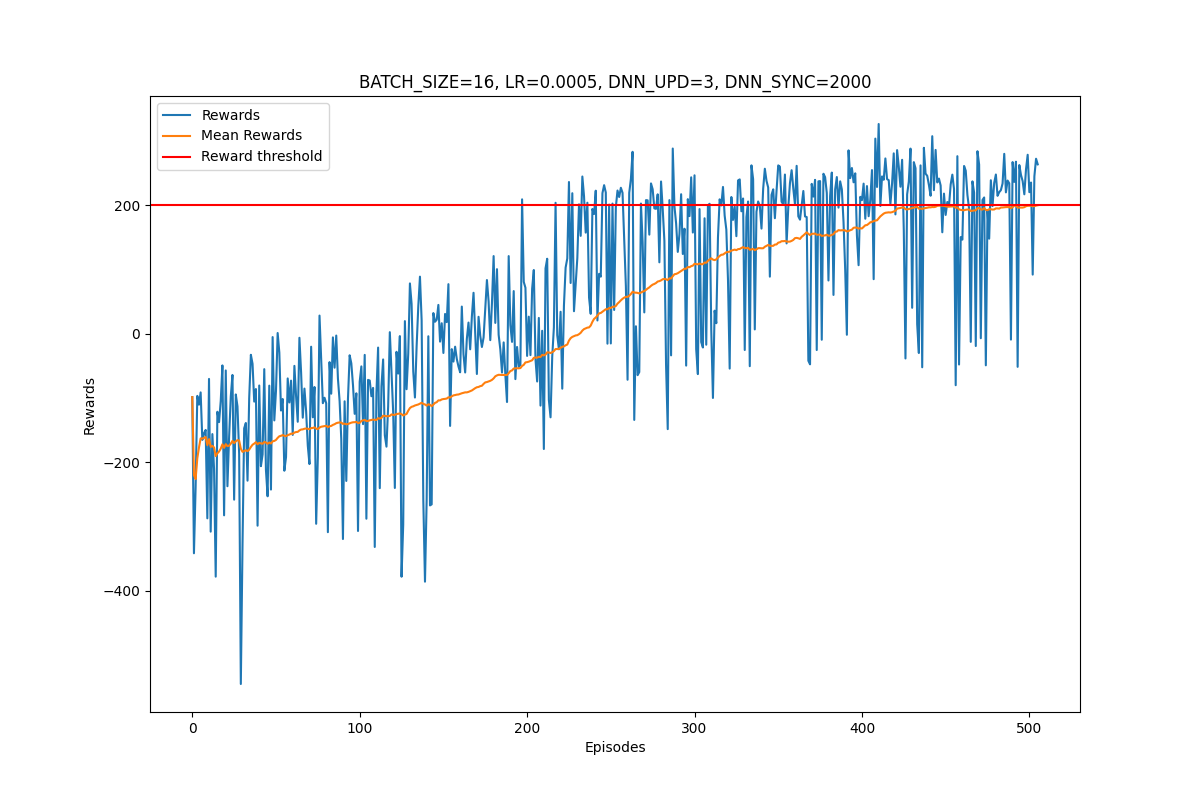 BATCH_SIZE=16, LR=0.0005, DNN_UPD=3, DNN_SYNC=2000
Rewards
Mean Rewards
Reward threshold
200
0
−200
−400
Rewards
0
100
200
300
400
500
Episodes